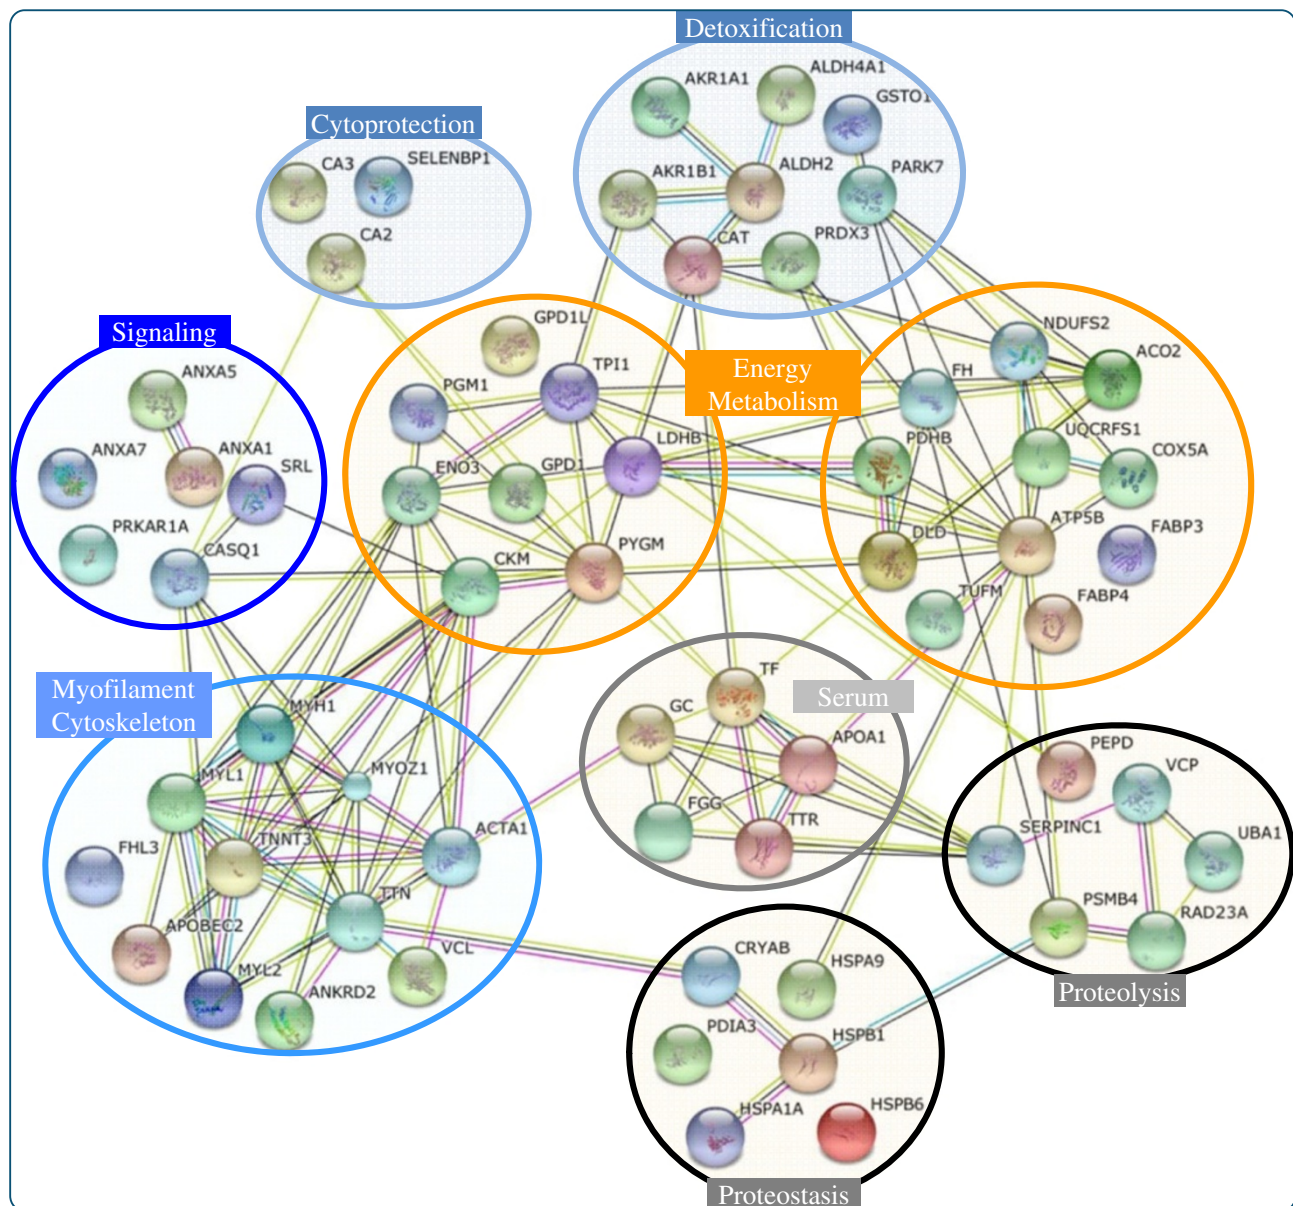 Detoxification
AKR1A1
ALDH4A1
GSTO1
AKR1B1
ALDH2
PARK7
CAT
PRDX3
Cytoprotection
CA3
SELENBP1
CA2
Signaling
ANXA5
ANXA7
ANXA1
SRL
PRKAR1A
CASQ1
Energy
Metabolism
GPD1L
TPI1
PGM1
LDHB
ENO3
GPD1
CKM
PYGM
NDUFS2
ACO2
FH
PDHB
UQCRFS1
COX5A
DLD
ATP5B
FABP3
TUFM
FABP4
Myofilament
Cytoskeleton
MYH1
MYL1
MYOZ1
FHL3
TNNT3
ACTA1
TTN
APOBEC2
MYL2
ANKRD2
VCL
Serum
TF
GC
APOA1
FGG
TTR
PEPD
VCP
SERPINC1
UBA1
PSMB4
RAD23A
Proteolysis
CRYAB
HSPA9
PDIA3
HSPB1
HSPA1A
HSPB6
Proteostasis